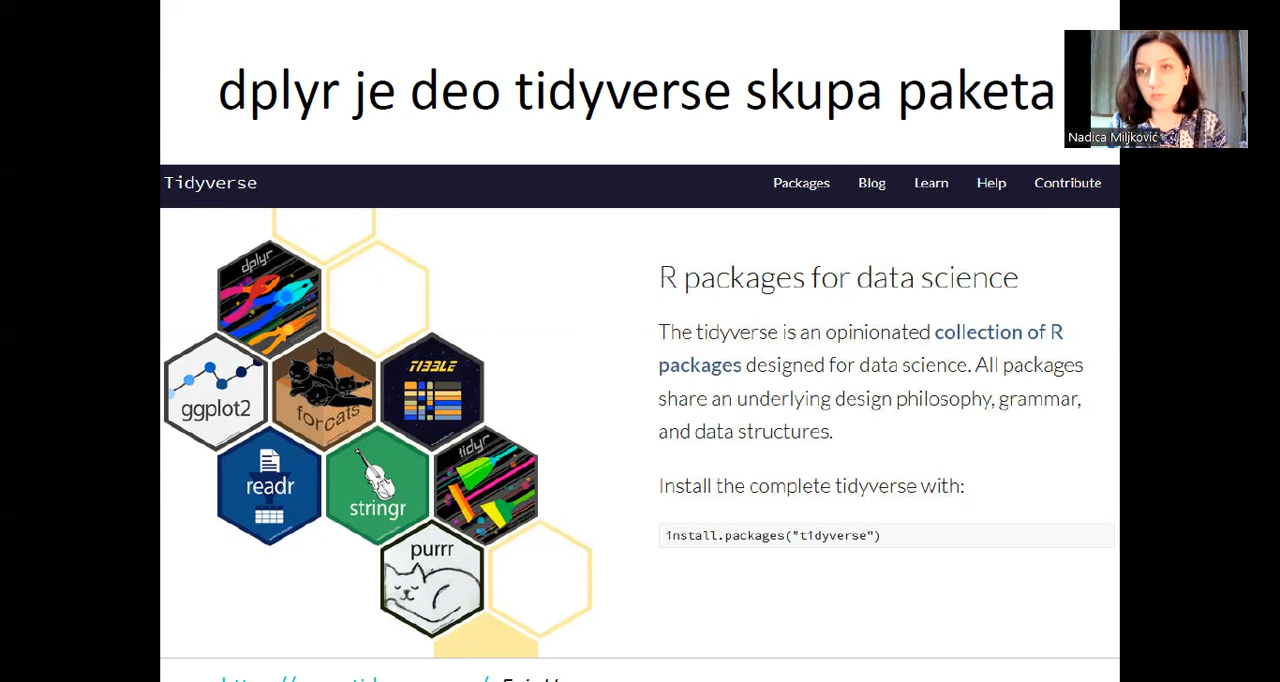 dplyr je deo tidyverse skupa paketa
Nadica Miljković
Tidyverse
Packages
Blog
Learn
Help
Contribute
dplyr
ggplot2
forcats
TIBBLE
readr
stringr
tidyr
purrr
R packages for data science
The tidyverse is an opinionated collection of R
packages designed for data science. All packages
share an underlying design philosophy, grammar,
and data structures.
Install the complete tidyverse with:
install.packages("tidyverse")